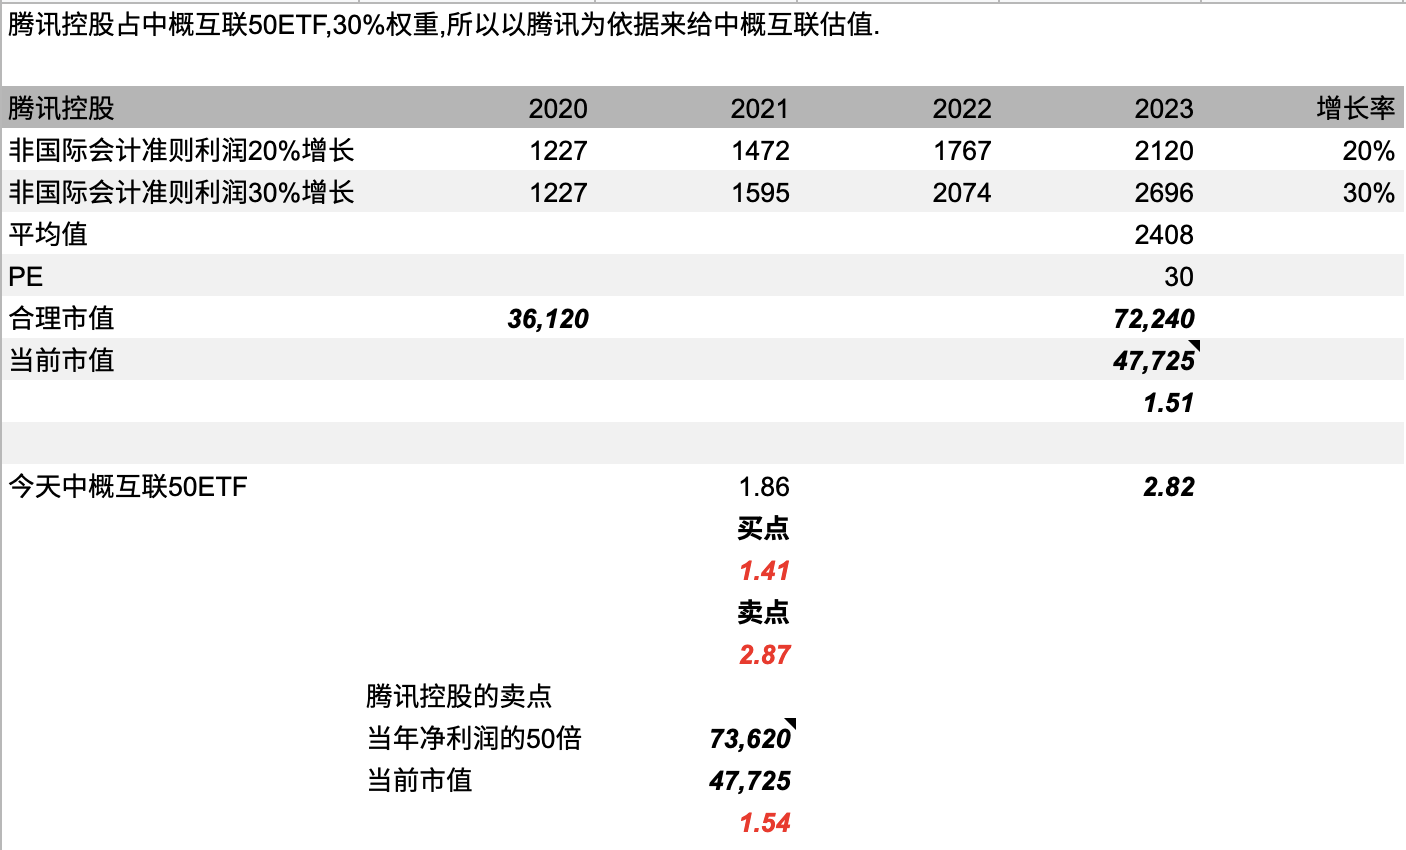 腾讯控股占中概互联50ETF,30%权重,所以以腾讯为依据来给中概互联估值.
腾讯控股 2020 2021 2022 2023 增长率
非国际会计准则利润20%增长 1227 1472 1767 2120 20%
非国际会计准则利润30%增长 1227 1595 2074 2696 30%
平均值 2408
PE 30
合理市值 36,120 72,240
当前市值 47,725
1.51
今天中概互联50ETF 1.86 2.82
买点
1.41
卖点
2.87
腾讯控股的卖点
当年净利润的50倍 73,620
当前市值 47,725
1.54